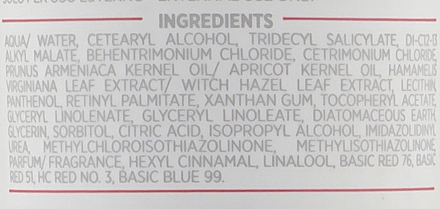 INGREDIENTS
AQUA/ WATER, CETEARYL ALCOHOL, TRIDECYL SALICYLATE, DI-C12-13
ALKYL MALATE, BEHENTRIMONIUM CHLORIDE, CETRIMONIUM CHLORIDE,
PRUNUS ARMENIACA KERNEL OIL/ APRICOT KERNEL OIL, HAMAMELIS
VIRGINIANA LEAF EXTRACT/ WITCH HAZEL LEAF EXTRACT, LECITHIN,
PANTHENOL, RETINYL PALMITATE, XANTHAN GUM, TOCOPHERYL ACETATE,
GLYCERYL LINOLENATE, GLYCERYL LINOLEATE, DIATOMACEOUS EARTH,
GLYCERIN, SORBITOL, CITRIC ACID, ISOPROPYL ALCOHOL, IMIDAZOLIDINYL
UREA, METHYLCHLOROISOTHIAZOLINONE, METHYLISOTHIAZOLINONE,
PARFUM/ FRAGRANCE, HEXYL CINNAMAL, LINALOOL, BASIC RED 76, BASIC
RED 51, HC RED NO. 3, BASIC BLUE 99.